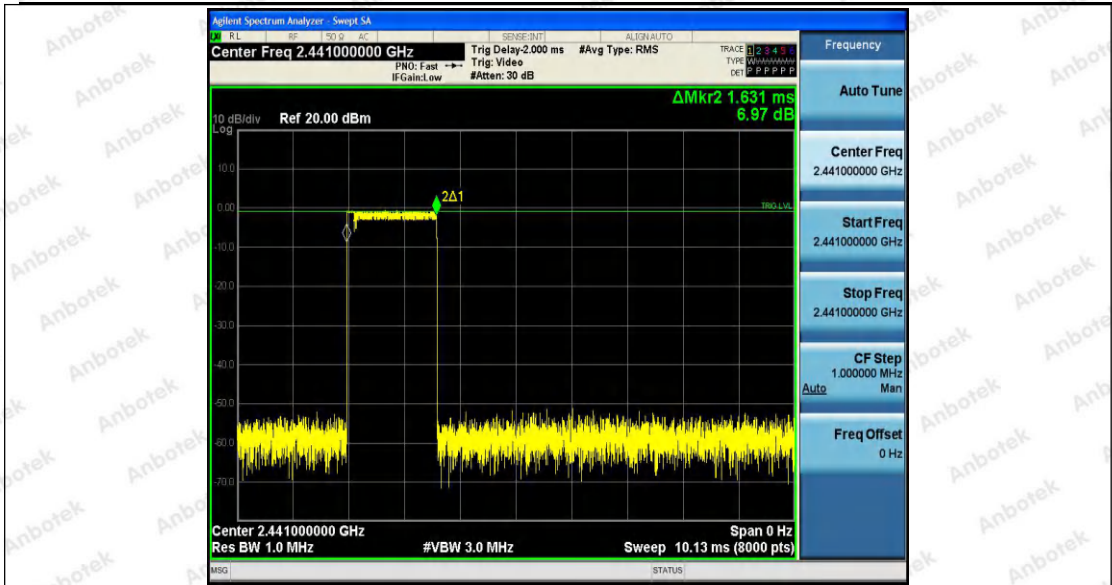 Agilent Spectrum Analyzer - Swept SA
RL RF 50 Ω AC SENSE:INT ALIGN AUTO
Center Freq 2.441000000 GHz
PNO: Fast
IFGain:Low
Trig Delay-2.000 ms
Trig: Video
#Atten: 30 dB
#Avg Type: RMS
TRACE 1 2 3 4 5 6
TYPE
DET P P P P P P
ΔMkr2 1.631 ms
6.97 dB
10 dB/div Ref 20.00 dBm
Log
10.0
0.00
-10.0
-20.0
-30.0
-40.0
-50.0
-60.0
-70.0
2Δ1
TRIG LVL
Center 2.441000000 GHz Span 0 Hz
Res BW 1.0 MHz #VBW 3.0 MHz Sweep 10.13 ms (8000 pts)
MSG STATUS
Frequency
Auto Tune
Center Freq
2.441000000 GHz
Start Freq
2.441000000 GHz
Stop Freq
2.441000000 GHz
CF Step
1.000000 MHz
Auto Man
Freq Offset
0 Hz
Anbotek